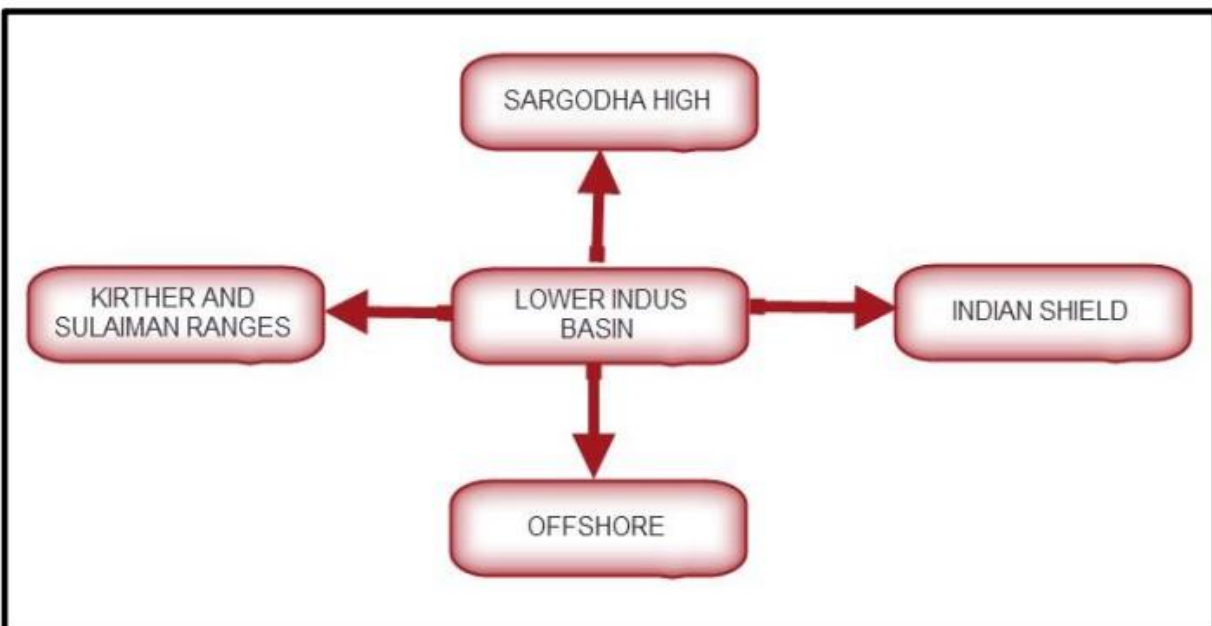 SARGODHA HIGH
KIRTHER AND
SULAIMAN RANGES
LOWER INDUS
BASIN
INDIAN SHIELD
OFFSHORE